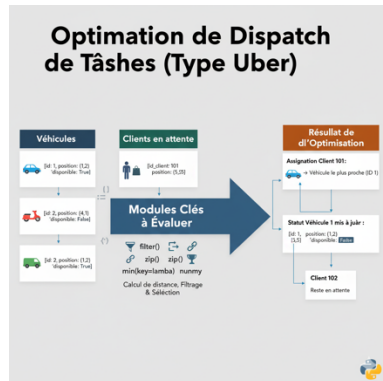 Optimation de Dispatch
de Tâshes (Type Uber)
Véhicules
[id: 1, position: (1,2)
\disponible: True]
[id: 2, position: (4,1)
\disponible: False]
[id: 3, position: (1,2)
\disponible: True]
Clients en attente
[id_client 101
position: (5,)5]
Modules Clés
à Évaluer
filter()
zip() zip()
min(key=lamba) nunmy
Calcul de distance, Filtrage
& Séléction
Résullat de
dl'Optimisation
Assignation Client 101:
→ Véhicule le plus proche (ID 1)
Statut Véhicule 1 mis à juàr :
[id: 1, position: (1,2)
(5,5] \disponible: False
Client 102
Reste en attente